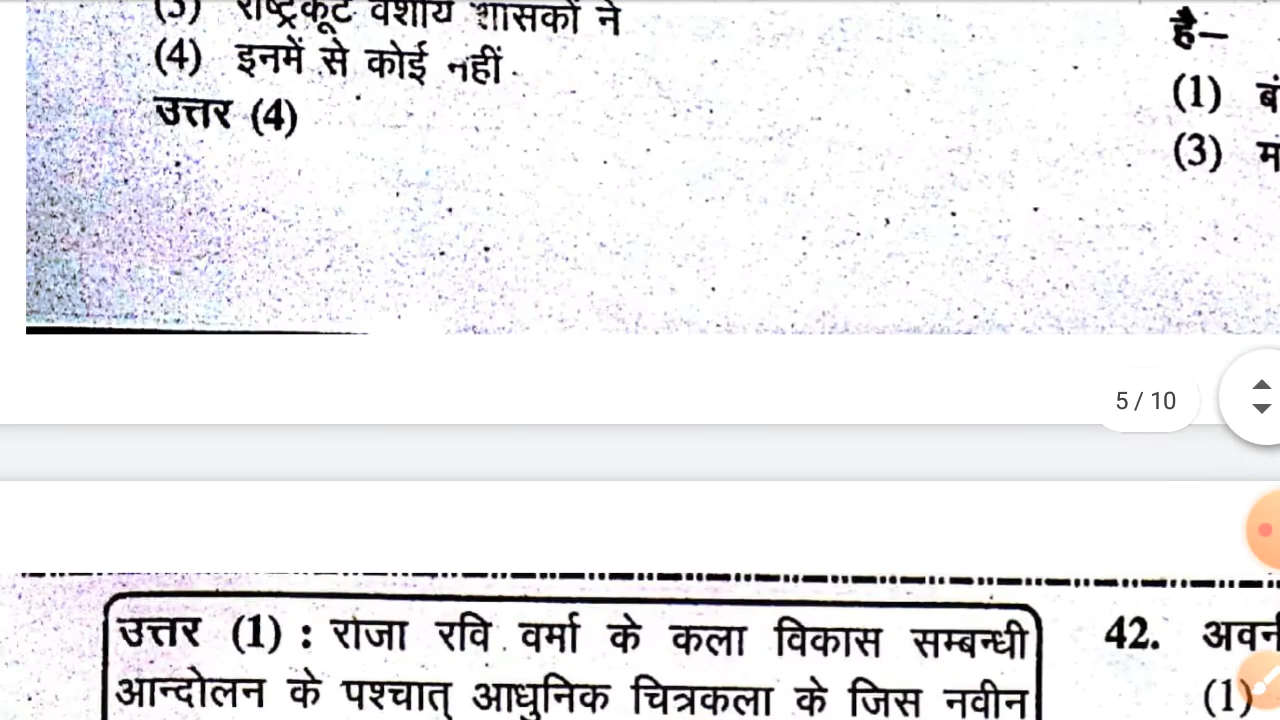 (3) राष्ट्रकूट वंशीय शासकों ने
(4) इनमें से कोई नहीं
उत्तर (4)
है–
(1)
(3)
5 / 10
उत्तर (1) : राजा रवि वर्मा के कला विकास सम्बन्धी
आन्दोलन के पश्चात् आधुनिक चित्रकला के जिस नवीन
42.
(1)